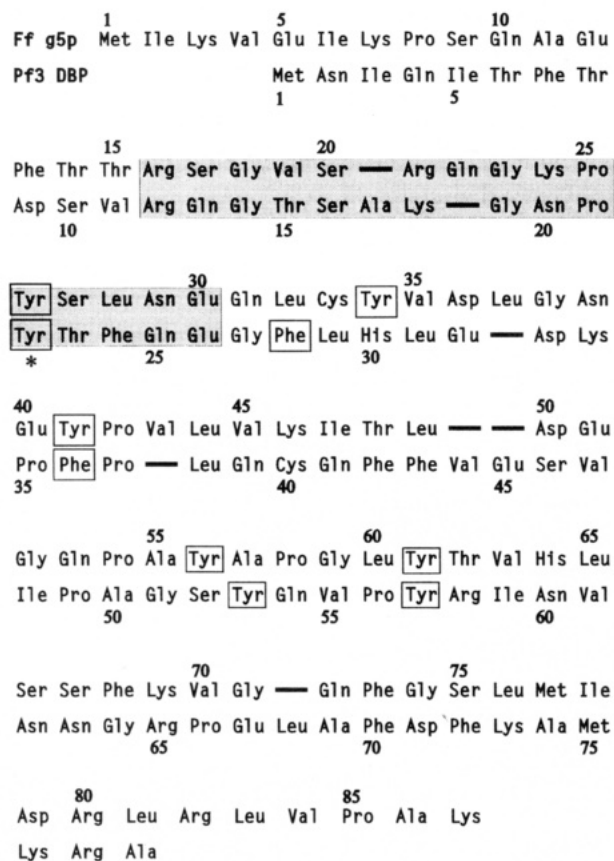 1 5 10
Ff g5p Met Ile Lys Val Glu Ile Lys Pro Ser Gln Ala Glu
Pf3 DBP Met Asn Ile Gln Ile Thr Phe Thr
1 5
15 20 25
Phe Thr Thr Arg Ser Gly Val Ser — Arg Gln Gly Lys Pro
Asp Ser Val Arg Gln Gly Thr Ser Ala Lys — Gly Asn Pro
10 15 20
30 35
Tyr Ser Leu Asn Glu Gln Leu Cys Tyr Val Asp Leu Gly Asn
Tyr Thr Phe Gln Glu Gly Phe Leu His Leu Glu — Asp Lys
* 25 30
40 45 50
Glu Tyr Pro Val Leu Val Lys Ile Thr Leu — — Asp Glu
Pro Phe Pro — Leu Gln Cys Gln Phe Phe Val Glu Ser Val
35 40 45
55 60 65
Gly Gln Pro Ala Tyr Ala Pro Gly Leu Tyr Thr Val His Leu
Ile Pro Ala Gly Ser Tyr Gln Val Pro Tyr Arg Ile Asn Val
50 55 60
70 75
Ser Ser Phe Lys Val Gly — Gln Phe Gly Ser Leu Met Ile
Asn Asn Gly Arg Pro Glu Leu Ala Phe Asp Phe Lys Ala Met
65 70 75
80 85
Asp Arg Leu Arg Leu Val Pro Ala Lys
Lys Arg Ala